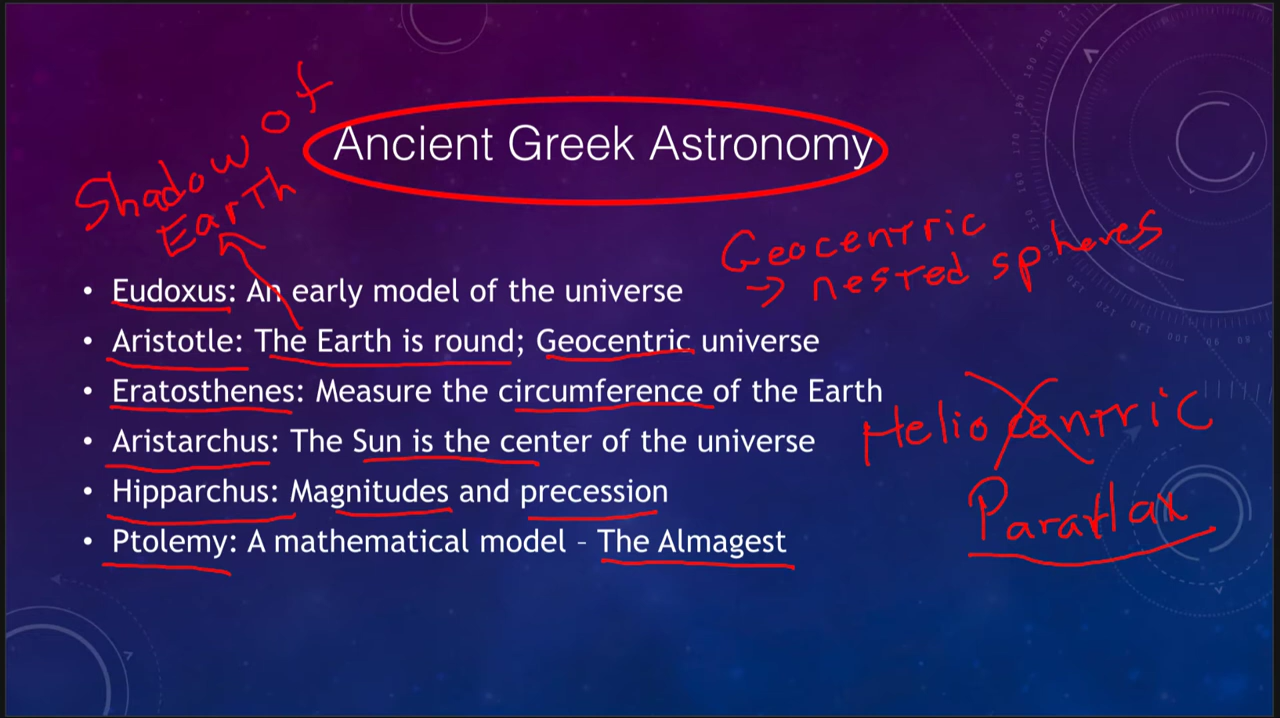 Ancient Greek Astronomy
Shadow of
Earth
Geocentric
→ nested spheres
• Eudoxus: An early model of the universe
• Aristotle: The Earth is round; Geocentric universe
• Eratosthenes: Measure the circumference of the Earth
• Aristarchus: The Sun is the center of the universe
Heliocentric
• Hipparchus: Magnitudes and precession
Parallax
• Ptolemy: A mathematical model – The Almagest